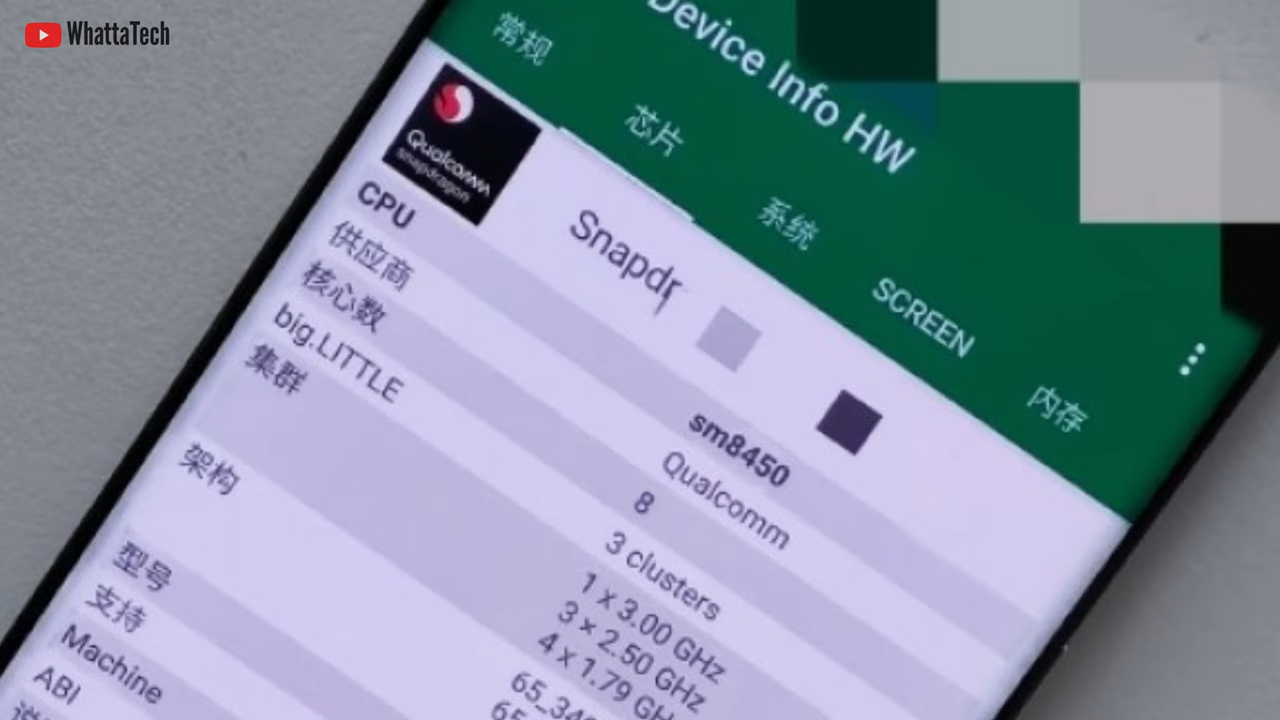 WhattaTech
Device Info HW
常规
芯片
系统
SCREEN
内存
Qualcomm
snapdragon
Snapdr
CPU
sm8450
供应商
Qualcomm
核心数
8
big.LITTLE
3 clusters
集群
1 x 3.00 GHz
3 x 2.50 GHz
4 x 1.79 GHz
架构
型号
支持
Machine
ABI